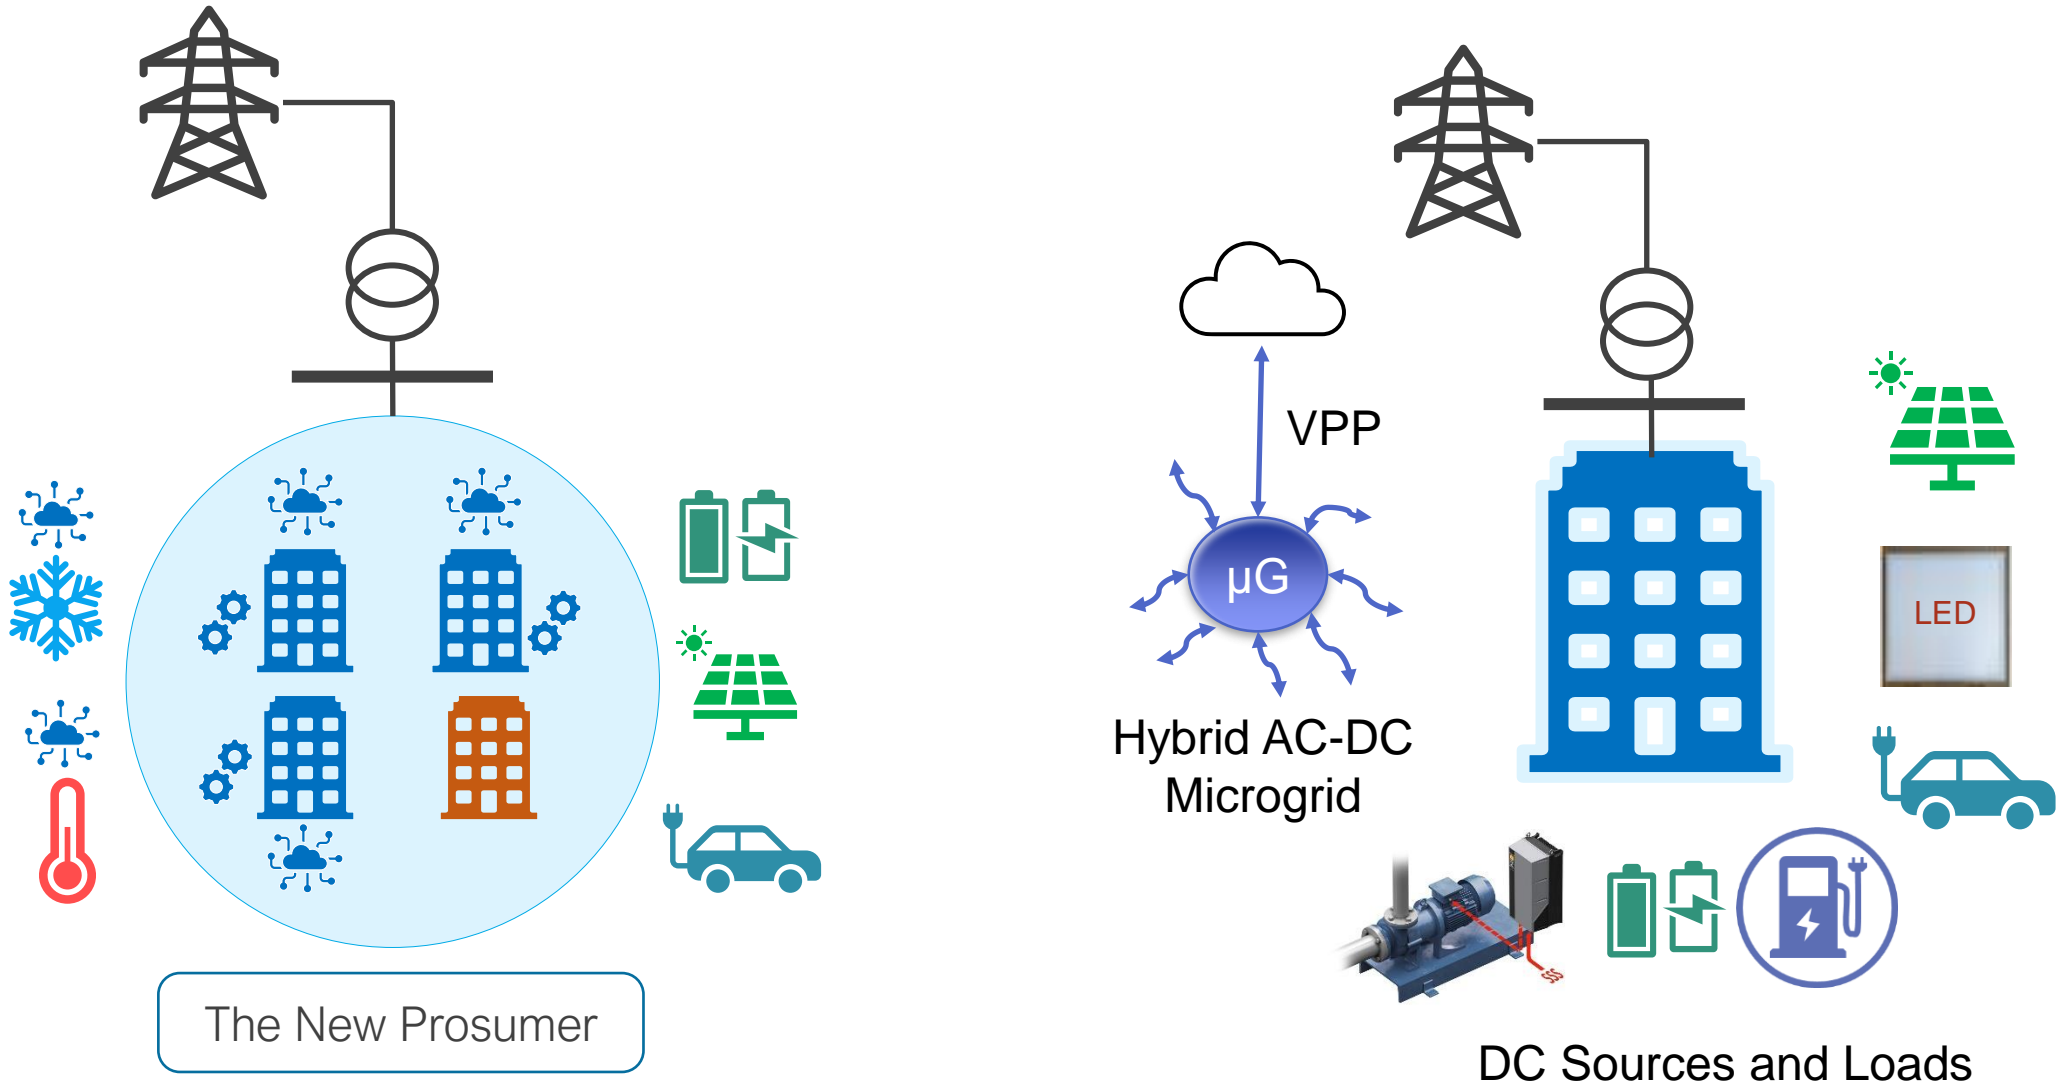 The New Prosumer
VPP
µG
Hybrid AC-DC
Microgrid
LED
DC Sources and Loads